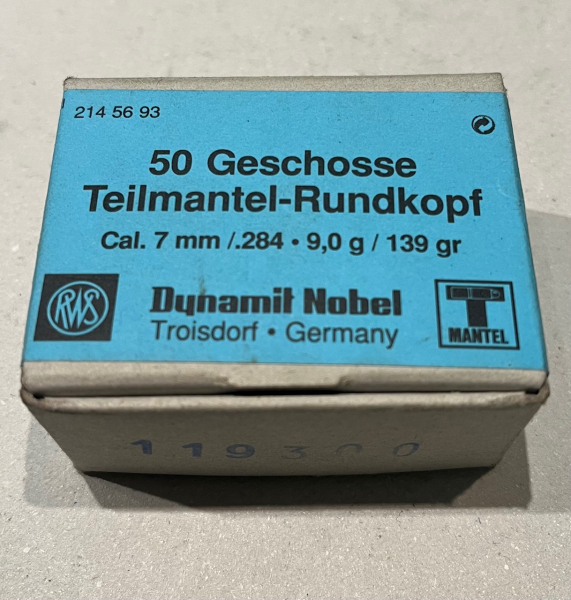 214 56 93
50 Geschosse
Teilmantel-Rundkopf
Cal. 7 mm /.284 • 9,0 g / 139 gr
RWS
Dynamit Nobel
Troisdorf • Germany
T
MANTEL
119300